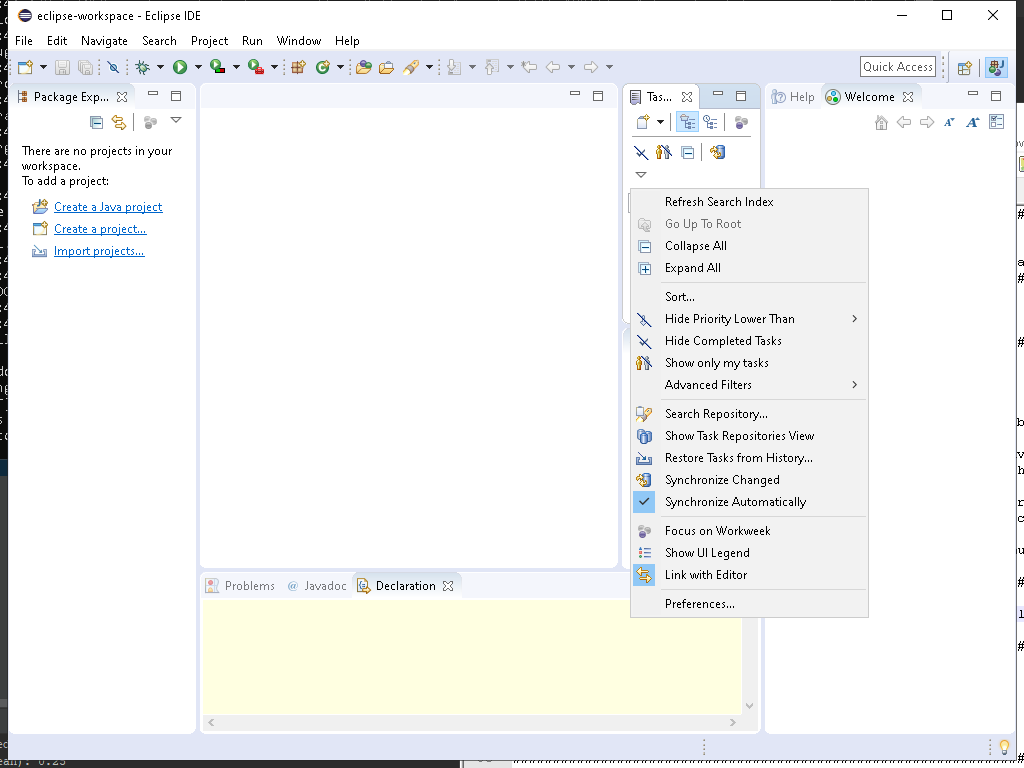 eclipse-workspace - Eclipse IDE
File Edit Navigate Search Project Run Window Help
Quick Access
Package Exp...
Tas...
Help
Welcome
There are no projects in your
workspace.
To add a project:
Create a Java project
Create a project...
Import projects...
Refresh Search Index
Go Up To Root
Collapse All
Expand All
Sort...
Hide Priority Lower Than
Hide Completed Tasks
Show only my tasks
Advanced Filters
Search Repository...
Show Task Repositories View
Restore Tasks from History...
Synchronize Changed
Synchronize Automatically
Focus on Workweek
Show UI Legend
Link with Editor
Preferences...
Problems
@ Javadoc
Declaration